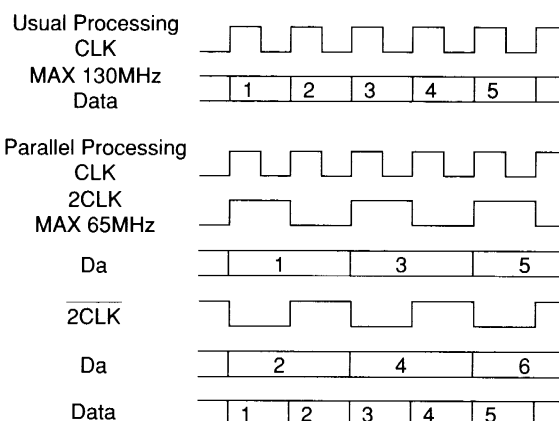 Usual Processing
CLK
MAX 130MHz
Data
1 2 3 4 5
Parallel Processing
CLK
2CLK
MAX 65MHz
Da
1 3 5
2CLK
Da
2 4 6
Data
1 2 3 4 5